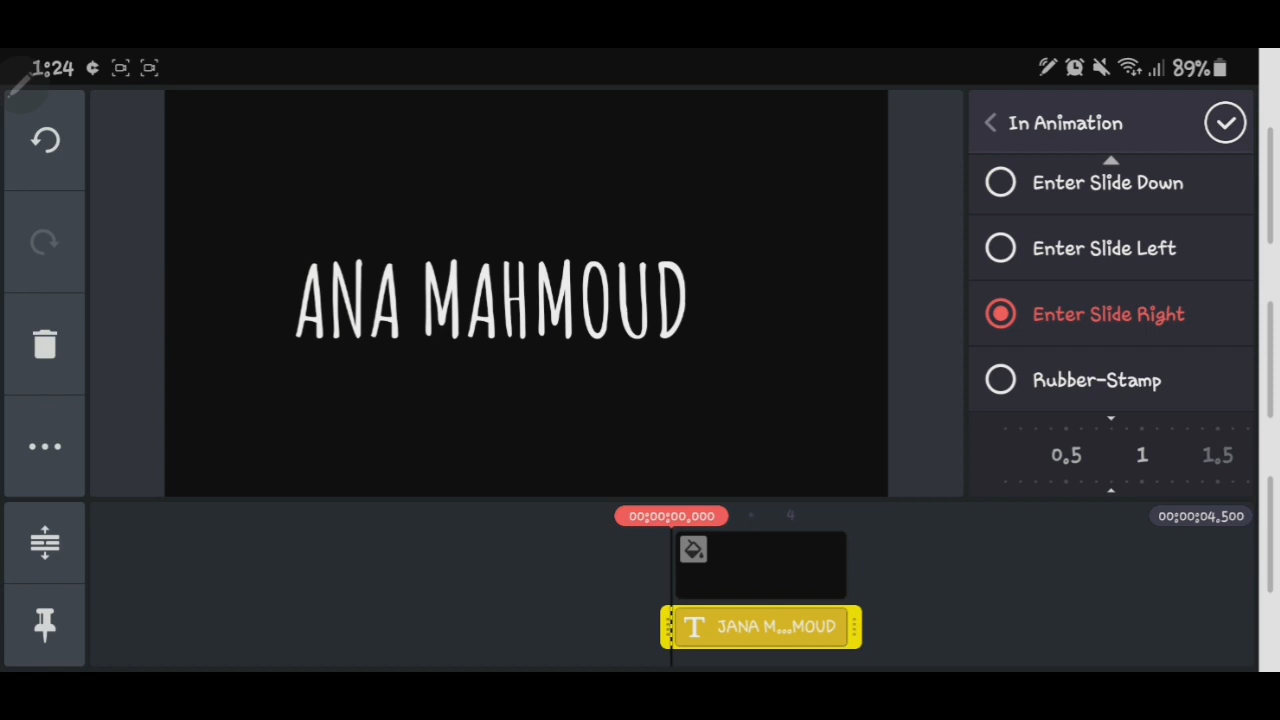 1:24
89%
In Animation
Enter Slide Down
Enter Slide Left
Enter Slide Right
Rubber-Stamp
0.5 1 1.5
ANA MAHMOUD
00:00:00.000
4
00:00:04.500
T JANA M...MOUD